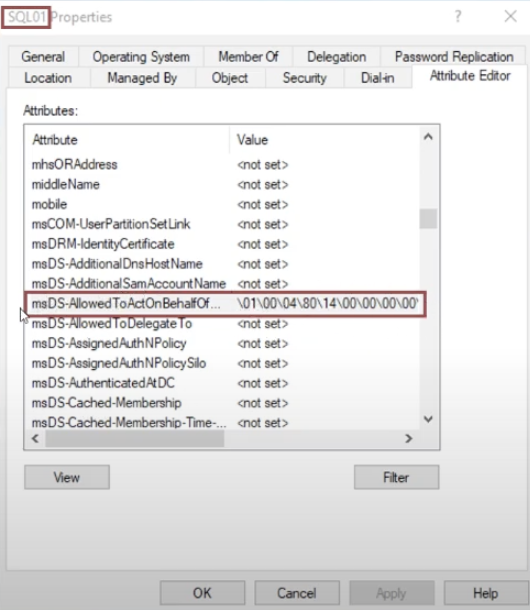 SQL01 Properties
? ×
General Operating System Member Of Delegation Password Replication
Location Managed By Object Security Dial-in Attribute Editor
Attributes:
Attribute Value
mhsORAddress <not set>
middleName <not set>
mobile <not set>
msCOM-UserPartitionSetLink <not set>
msDRM-IdentityCertificate <not set>
msDS-AdditionalDnsHostName <not set>
msDS-AdditionalSamAccountName <not set>
msDS-AllowedToActOnBehalfOf... \01\00\04\80\14\00\00\00\00\
msDS-AllowedToDelegateTo <not set>
msDS-AssignedAuthNPolicy <not set>
msDS-AssignedAuthNPolicySilo <not set>
msDS-AuthenticatedAtDC <not set>
msDS-Cached-Membership <not set>
msDS-Cached-Membership-Time-... <not set>
View Filter
OK Cancel Apply Help